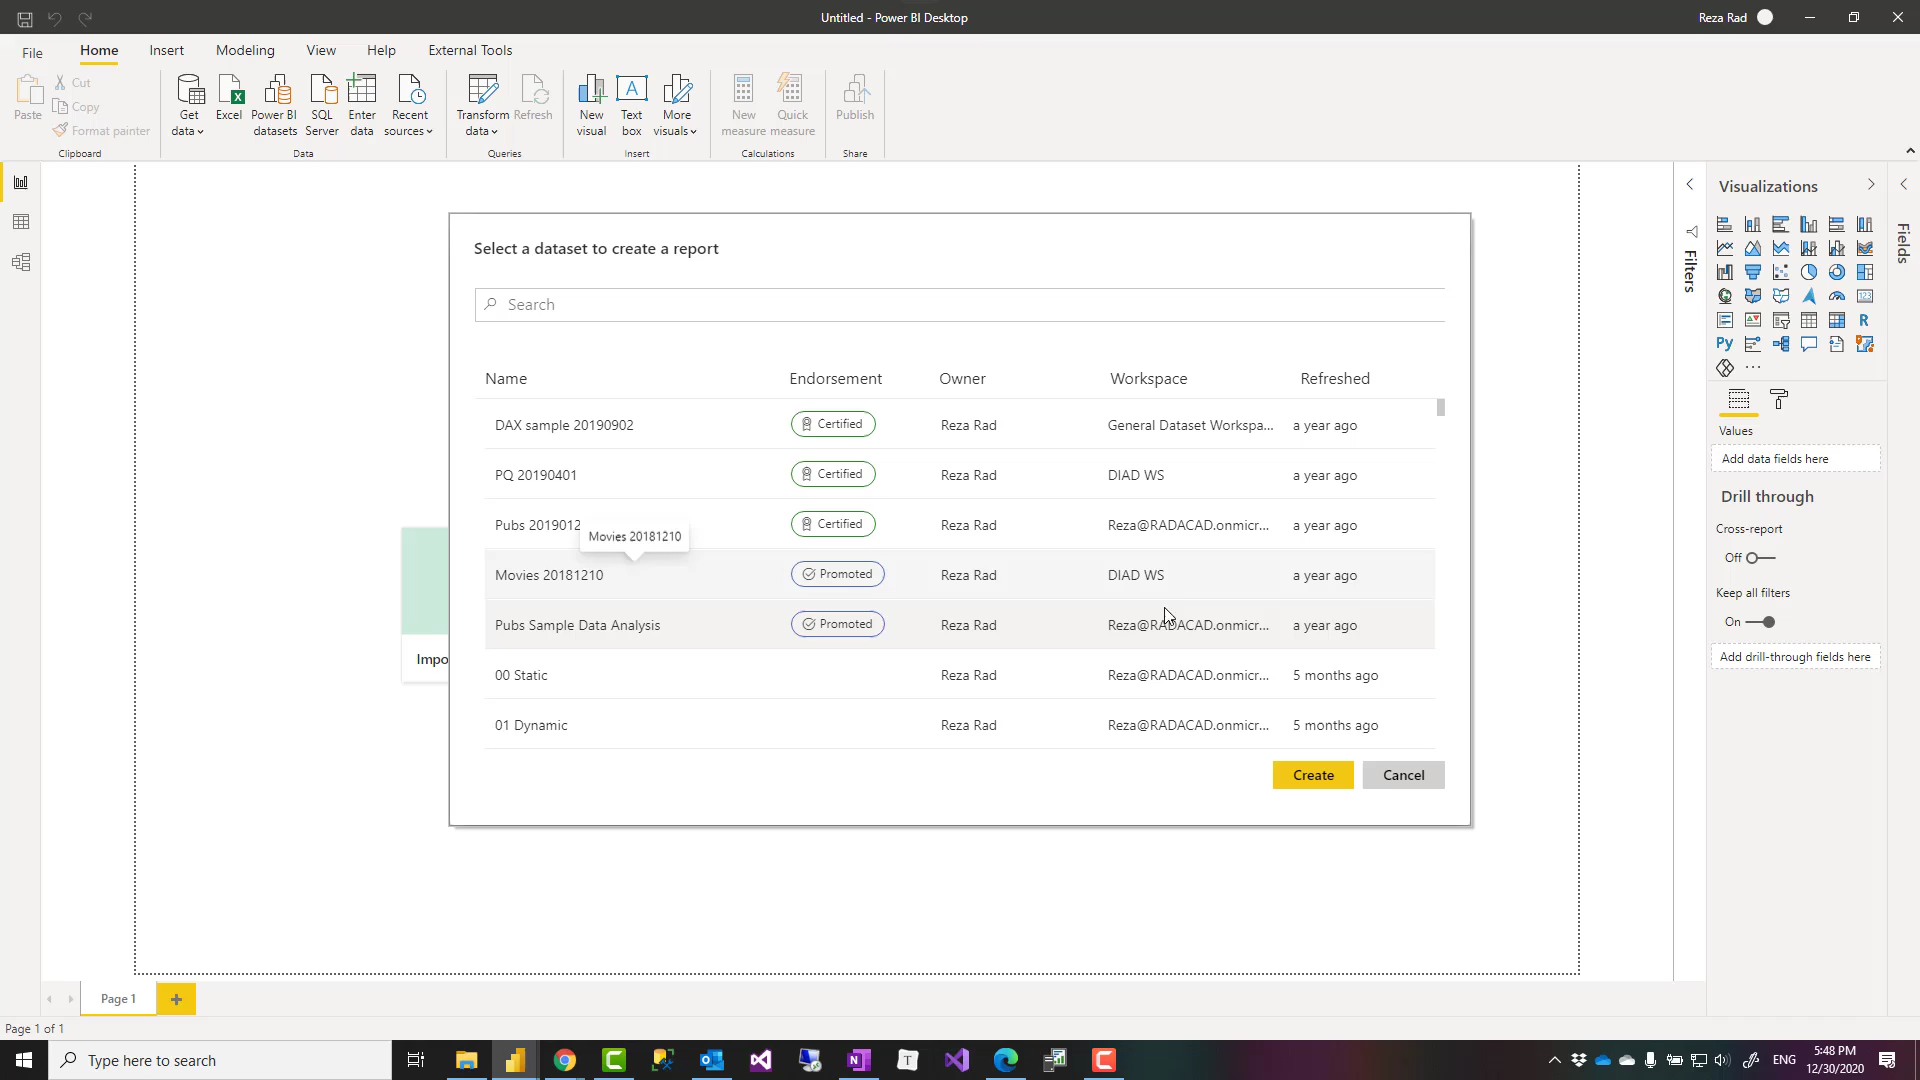 Untitled - Power BI Desktop
Reza Rad
File
Home
Insert
Modeling
View
Help
External Tools
Paste
Cut
Copy
Format painter
Clipboard
Get data
Excel
Power BI datasets
SQL Server
Enter data
Recent sources
Data
Transform data
Refresh
Queries
New visual
Text box
More visuals
Insert
New measure
Quick measure
Calculations
Publish
Share
Select a dataset to create a report
Search
Name Endorsement Owner Workspace Refreshed
DAX sample 20190902 Certified Reza Rad General Dataset Workspa... a year ago
PQ 20190401 Certified Reza Rad DIAD WS a year ago
Pubs 2019012 Certified Reza Rad Reza@RADACAD.onmicr... a year ago
Movies 20181210
Movies 20181210 Promoted Reza Rad DIAD WS a year ago
Pubs Sample Data Analysis Promoted Reza Rad Reza@RADACAD.onmicr... a year ago
00 Static Reza Rad Reza@RADACAD.onmicr... 5 months ago
01 Dynamic Reza Rad Reza@RADACAD.onmicr... 5 months ago
Create
Cancel
Impo
Filters
Visualizations
Fields
R
Py
Values
Add data fields here
Drill through
Cross-report
Off
Keep all filters
On
Add drill-through fields here
Page 1
Page 1 of 1
Type here to search
ENG
5:48 PM
12/30/2020